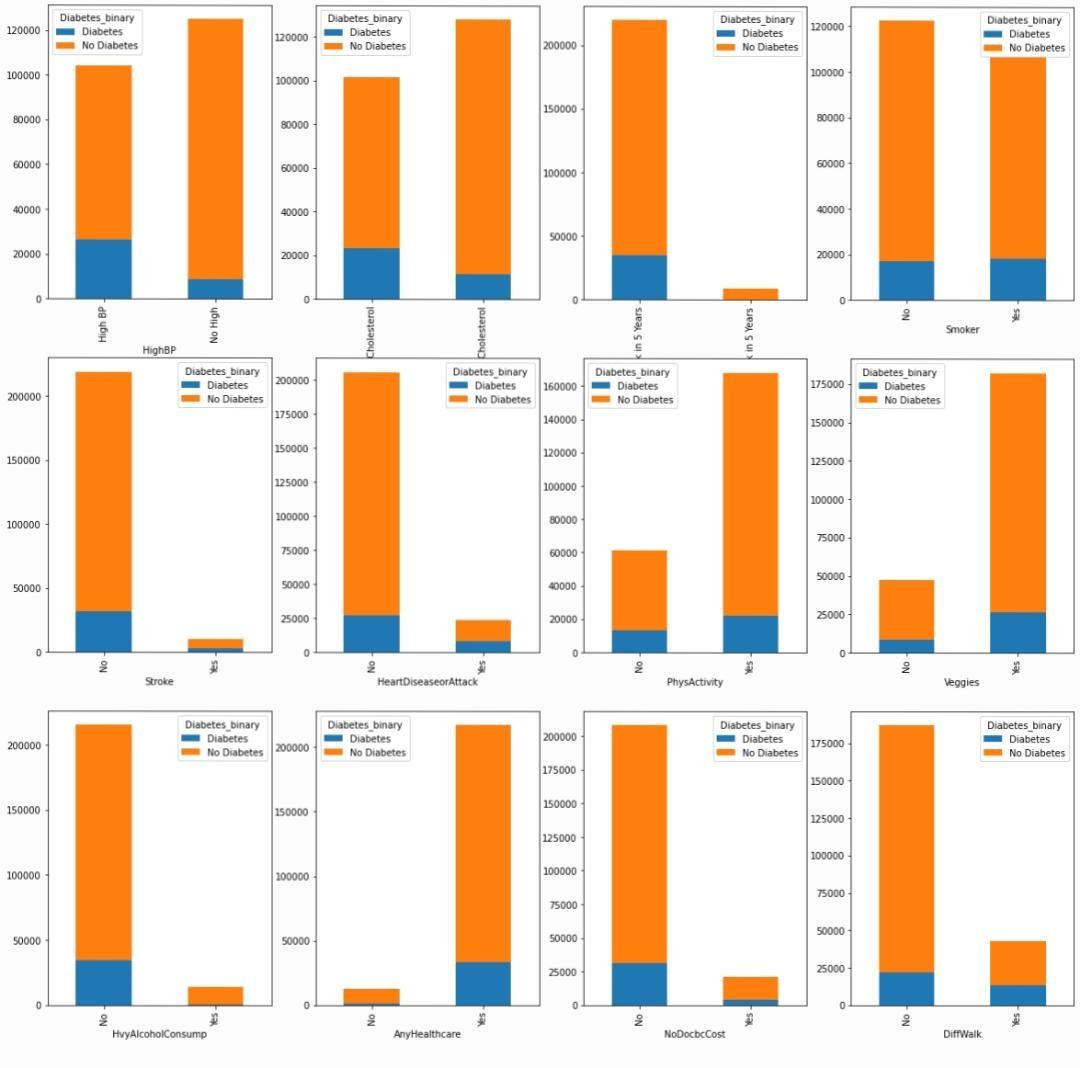 Diabetes_binary
Diabetes
No Diabetes
120000
100000
80000
60000
40000
20000
0
High BP
No High
HighBP
Diabetes_binary
Diabetes
No Diabetes
120000
100000
80000
60000
40000
20000
0
Cholesterol
Cholesterol
Diabetes_binary
Diabetes
No Diabetes
200000
150000
100000
50000
0
in 5 Years
in 5 Years
Diabetes_binary
Diabetes
No Diabetes
120000
100000
80000
60000
40000
20000
0
No
Yes
Smoker
Diabetes_binary
Diabetes
No Diabetes
200000
150000
100000
50000
0
No
Yes
Stroke
Diabetes_binary
Diabetes
No Diabetes
200000
175000
150000
125000
100000
75000
50000
25000
0
No
Yes
HeartDiseaseorAttack
Diabetes_binary
Diabetes
No Diabetes
160000
140000
120000
100000
80000
60000
40000
20000
0
No
Yes
PhysActivity
Diabetes_binary
Diabetes
No Diabetes
175000
150000
125000
100000
75000
50000
25000
0
No
Yes
Veggies
Diabetes_binary
Diabetes
No Diabetes
200000
150000
100000
50000
0
No
Yes
HvyAlcoholConsump
Diabetes_binary
Diabetes
No Diabetes
200000
150000
100000
50000
0
No
Yes
AnyHealthcare
Diabetes_binary
Diabetes
No Diabetes
200000
175000
150000
125000
100000
75000
50000
25000
0
No
Yes
NoDocbcCost
Diabetes_binary
Diabetes
No Diabetes
175000
150000
125000
100000
75000
50000
25000
0
No
Yes
DiffWalk